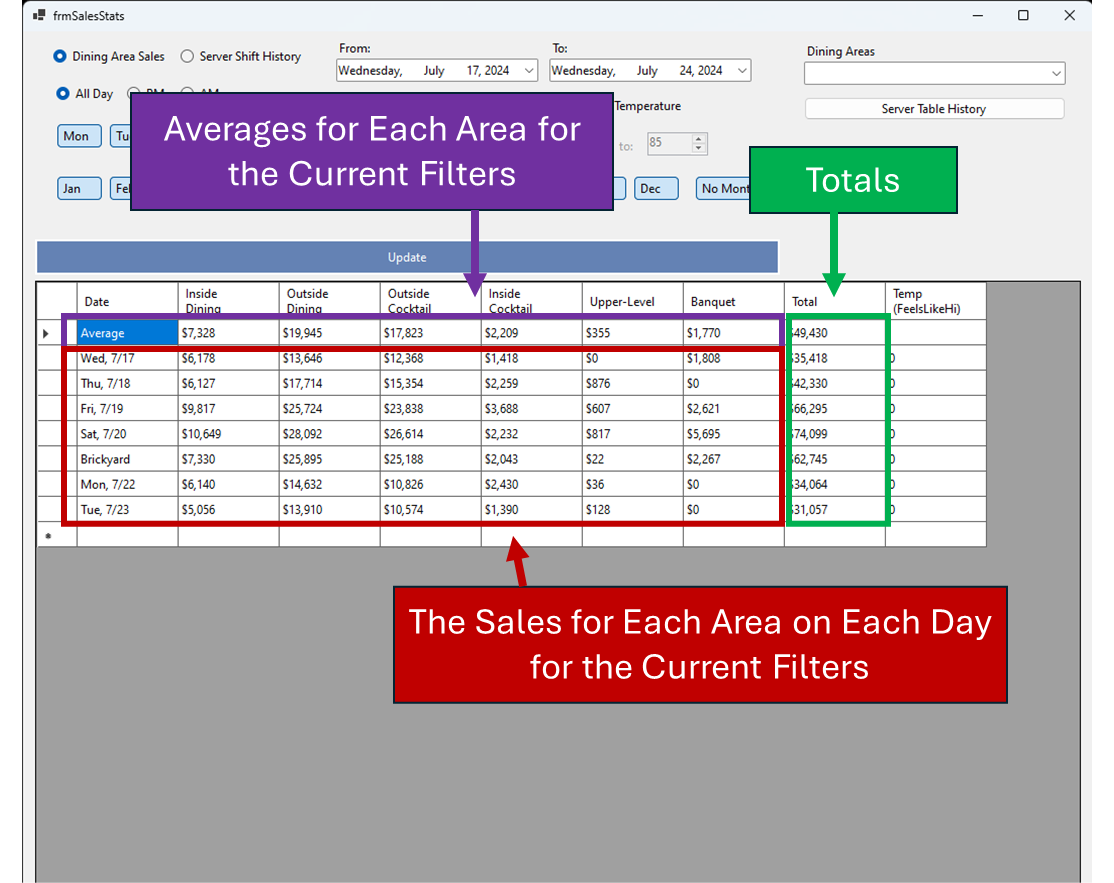 frmSalesStats
Dining Area Sales Server Shift History
From: To:
Wednesday, July 17, 2024 Wednesday, July 24, 2024
Dining Areas
All Day
Temperature
Server Table History
Mon
to: 85
Jan Dec
Averages for Each Area for
the Current Filters
Totals
Update
Date Inside Dining Outside Dining Outside Cocktail Inside Cocktail Upper-Level Banquet Total Temp (FeelsLikeHi)
Average $7,328 $19,945 $17,823 $2,209 $355 $1,770 $49,430
Wed, 7/17 $6,178 $13,646 $12,368 $1,418 $0 $1,808 $35,418 0
Thu, 7/18 $6,127 $17,714 $15,354 $2,259 $876 $0 $42,330 0
Fri, 7/19 $9,817 $25,724 $23,838 $3,688 $607 $2,621 $66,295 0
Sat, 7/20 $10,649 $28,092 $26,614 $2,232 $817 $5,695 $74,099 0
Brickyard $7,330 $25,895 $25,188 $2,043 $22 $2,267 $62,745 0
Mon, 7/22 $6,140 $14,632 $10,826 $2,430 $36 $0 $34,064 0
Tue, 7/23 $5,056 $13,910 $10,574 $1,390 $128 $0 $31,057 0
The Sales for Each Area on Each Day
for the Current Filters